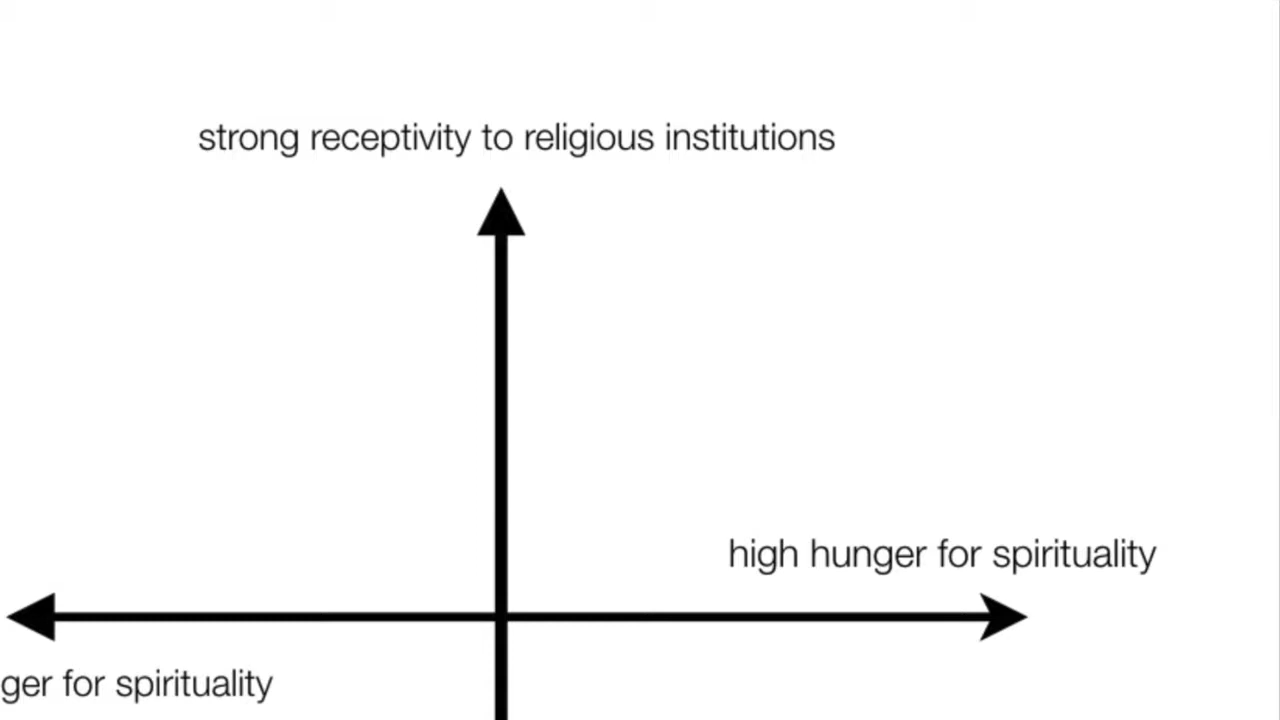 strong receptivity to religious institutions
high hunger for spirituality
ger for spirituality